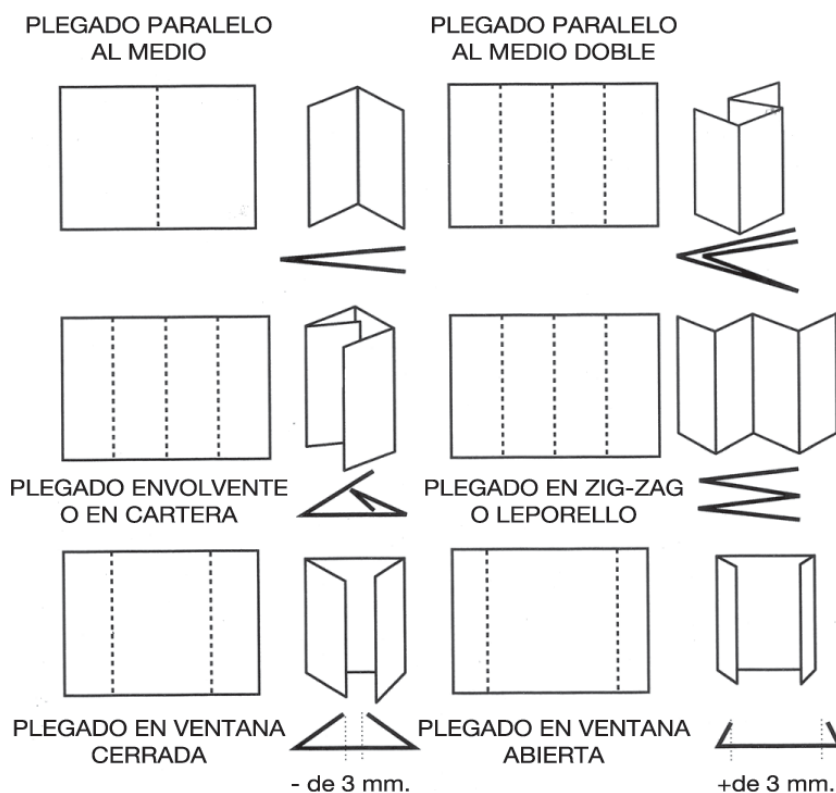 PLEGADO PARALELO
AL MEDIO
PLEGADO PARALELO
AL MEDIO DOBLE
PLEGADO ENVOLVENTE
O EN CARTERA
PLEGADO EN ZIG-ZAG
O LEPORELLO
PLEGADO EN VENTANA
CERRADA
- de 3 mm.
PLEGADO EN VENTANA
ABIERTA
+de 3 mm.